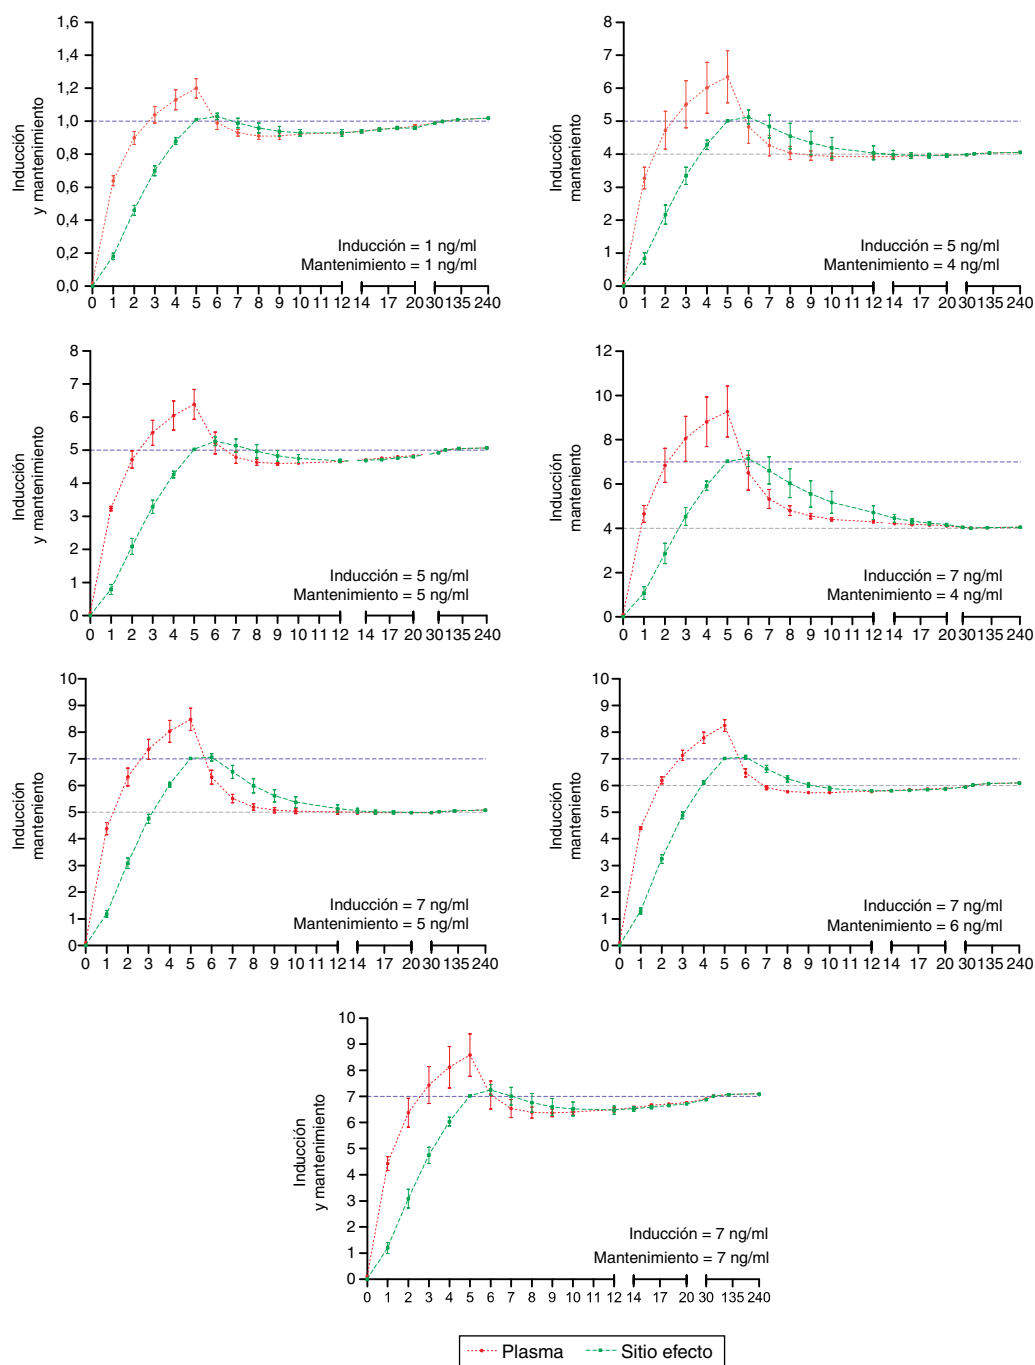 1,6
1,4
1,2
1,0
0,8
0,6
0,4
0,2
0,0
Inducción
y mantenimiento
Inducción = 1 ng/ml
Mantenimiento = 1 ng/ml
0 1 2 3 4 5 6 7 8 9 10 11 12 14 17 20 30 135 240
8
7
6
5
4
3
2
1
0
Inducción
mantenimiento
Inducción = 5 ng/ml
Mantenimiento = 4 ng/ml
0 1 2 3 4 5 6 7 8 9 10 11 12 14 17 20 30 135 240
8
7
6
5
4
3
2
1
0
Inducción
y mantenimiento
Inducción = 5 ng/ml
Mantenimiento = 5 ng/ml
0 1 2 3 4 5 6 7 8 9 10 11 12 14 17 20 30 135 240
12
10
8
6
4
2
0
Inducción
manteniento
Inducción = 7 ng/ml
Mantenimiento = 4 ng/ml
0 1 2 3 4 5 6 7 8 9 10 11 12 14 17 20 30 135 240
10
9
8
7
6
5
4
3
2
1
0
Inducción
mantenimiento
Inducción = 7 ng/ml
Mantenimiento = 5 ng/ml
0 1 2 3 4 5 6 7 8 9 10 11 12 14 17 20 30 135 240
10
9
8
7
6
5
4
3
2
1
0
Inducción
mantenimiento
Inducción = 7 ng/ml
Mantenimiento = 6 ng/ml
0 1 2 3 4 5 6 7 8 9 10 11 12 14 17 20 30 135 240
10
9
8
7
6
5
4
3
2
1
0
Inducción
y mantenimiento
Inducción = 7 ng/ml
Mantenimiento = 7 ng/ml
0 1 2 3 4 5 6 7 8 9 10 11 12 14 17 20 30 135 240
Plasma Sitio efecto